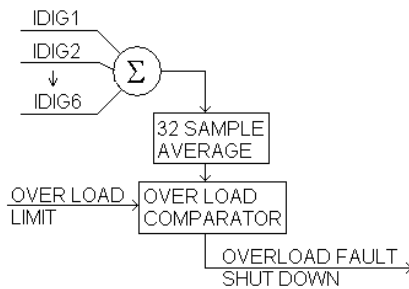 IDIG1
IDIG2
IDIG6
Σ
32 SAMPLE
AVERAGE
OVER LOAD
LIMIT
OVER LOAD
COMPARATOR
OVERLOAD FAULT
SHUT DOWN